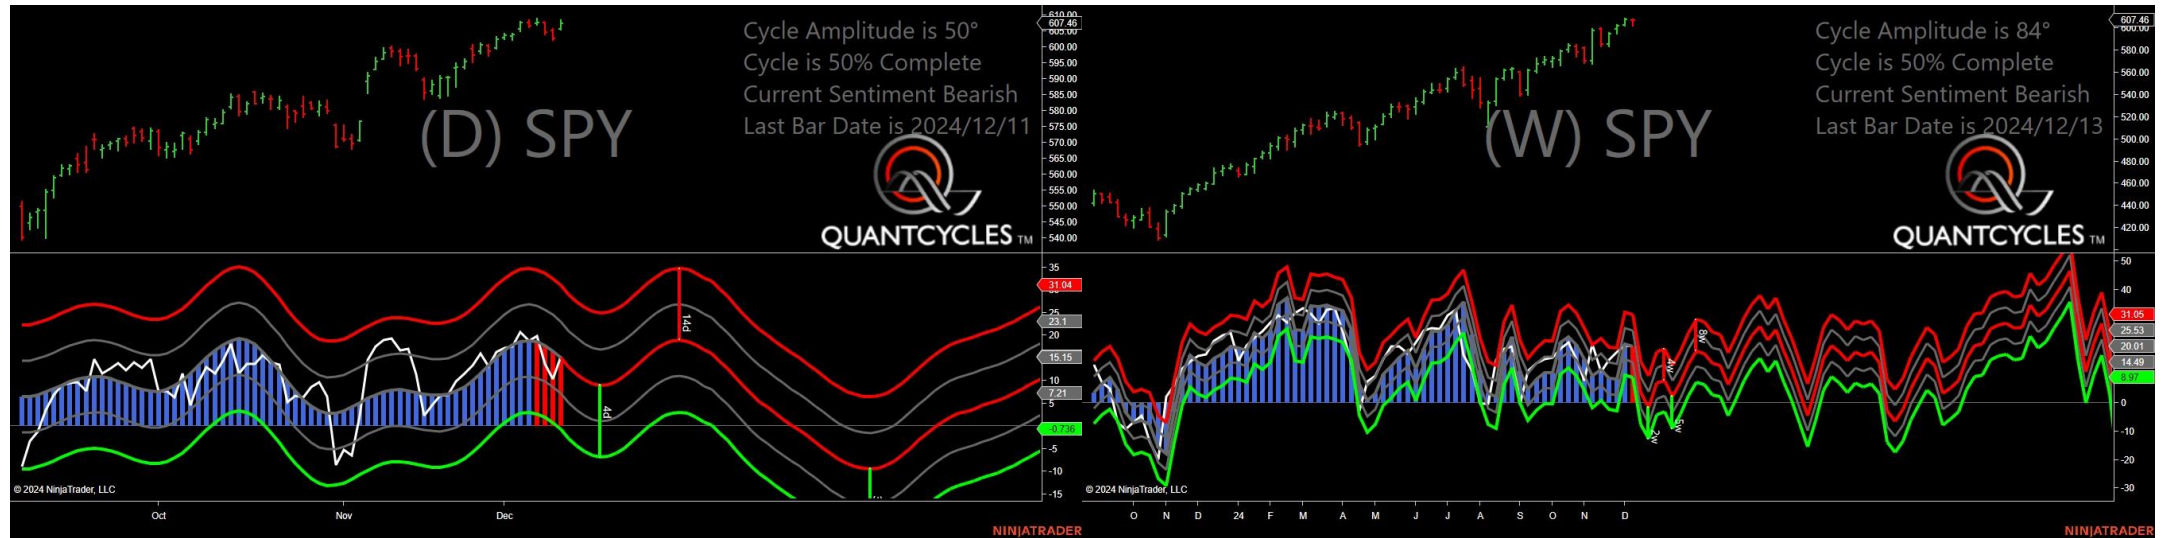 Cycle Amplitude is 50°
Cycle is 50% Complete
Current Sentiment Bearish
Last Bar Date is 2024/12/11
(D) SPY
QUANTCYCLES TM
610.00
607.46
605.00
600.00
595.00
590.00
585.00
580.00
575.00
570.00
565.00
560.00
555.00
550.00
545.00
540.00
35
31.04
25
23.1
20
15.15
10
7.21
5
-0.736
-5
-10
-15
14d
4d
© 2024 NinjaTrader, LLC
Oct
Nov
Dec
NINJATRADER
Cycle Amplitude is 84°
Cycle is 50% Complete
Current Sentiment Bearish
Last Bar Date is 2024/12/13
(W) SPY
QUANTCYCLES TM
607.46
600.00
580.00
560.00
540.00
520.00
500.00
480.00
460.00
440.00
420.00
50
40
31.05
25.53
20.01
14.49
8.97
0
-10
-20
-30
8w
4w
2w
5w
© 2024 NinjaTrader, LLC
O
N
D
24
F
M
A
M
J
J
A
S
O
N
D
NINJATRADER